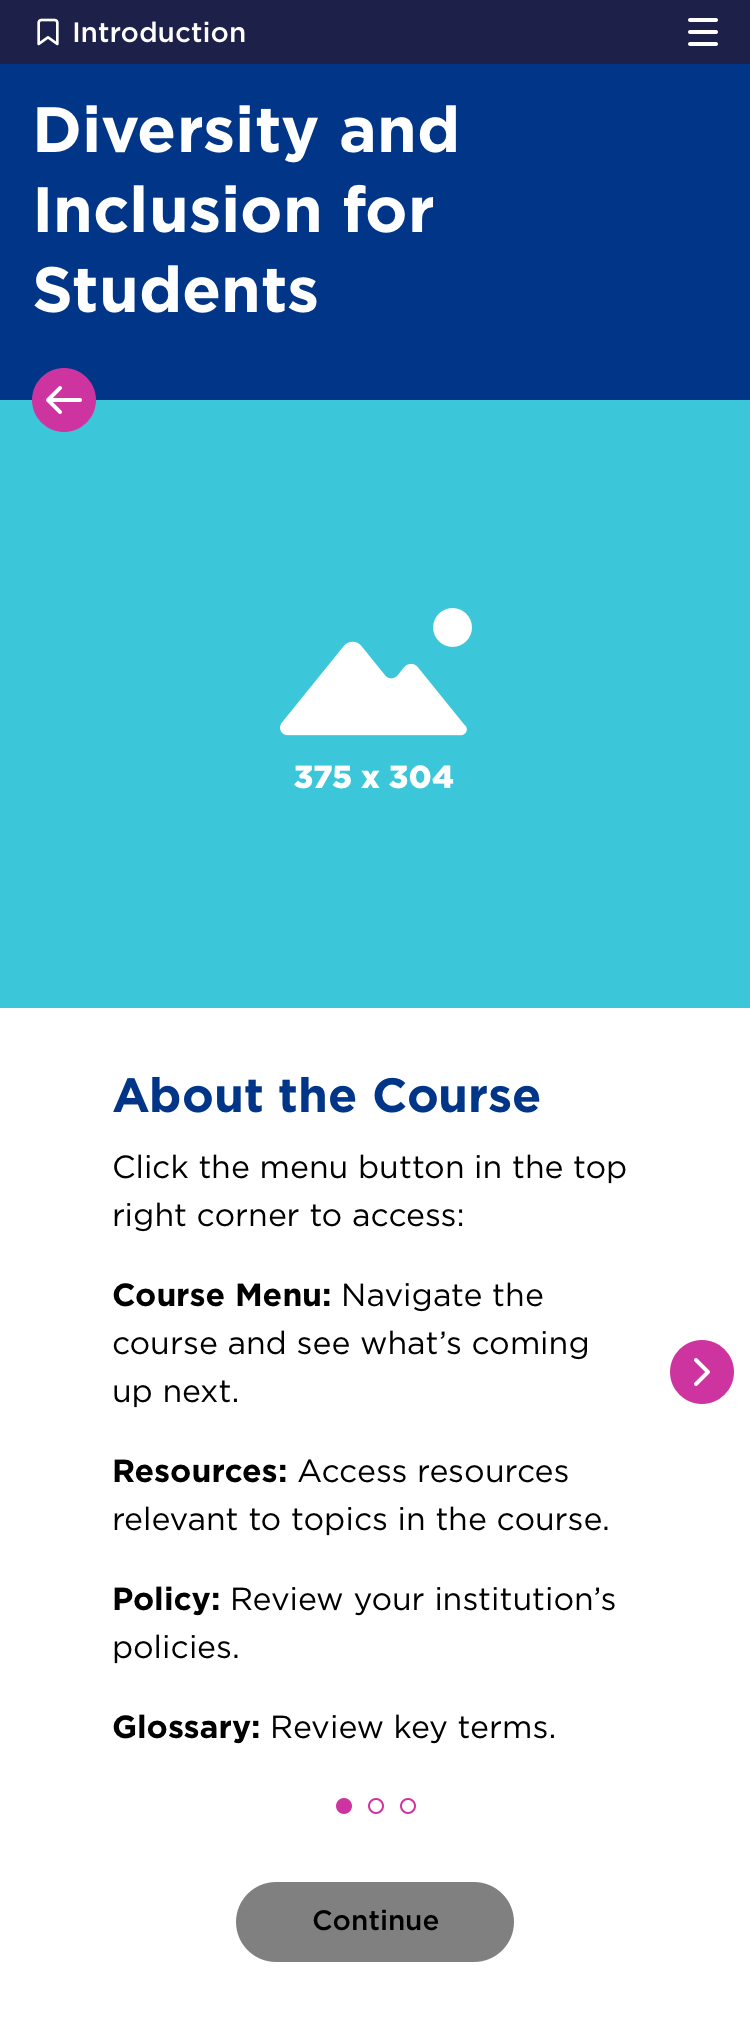 Introduction
Diversity and
Inclusion for
Students
375 x 304
About the Course
Click the menu button in the top
right corner to access:
Course Menu: Navigate the
course and see what’s coming
up next.
Resources: Access resources
relevant to topics in the course.
Policy: Review your institution’s
policies.
Glossary: Review key terms.
Continue